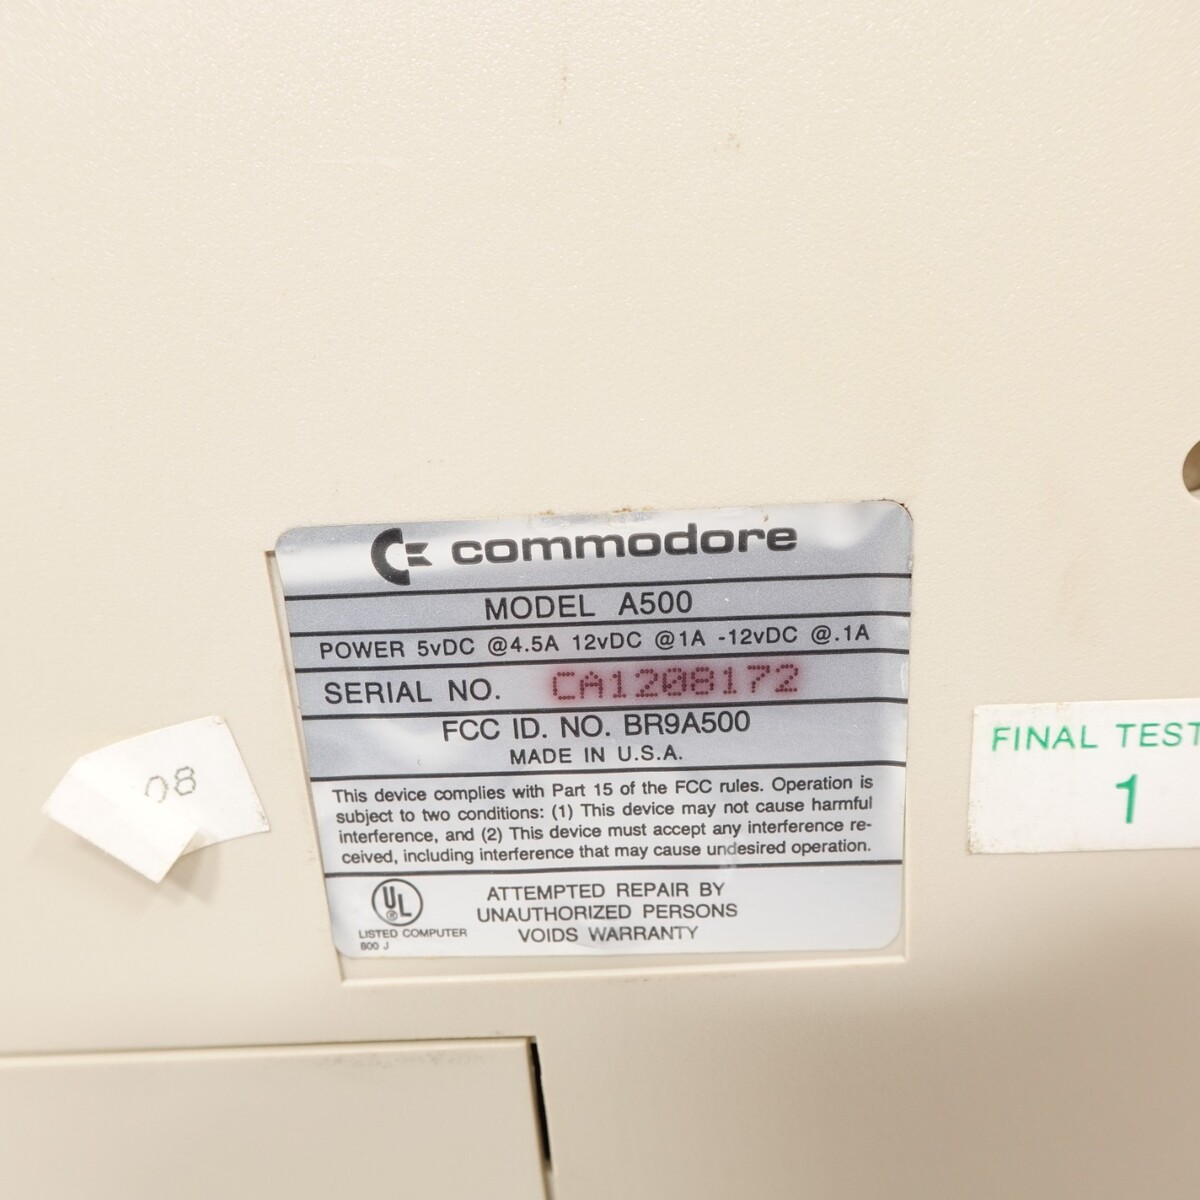 commodore
MODEL A500
POWER 5vDC @4.5A 12vDC @1A -12vDC @.1A
SERIAL NO. CA1208172
FCC ID. NO. BR9A500
MADE IN U.S.A.
This device complies with Part 15 of the FCC rules. Operation is
subject to two conditions: (1) This device may not cause harmful
interference, and (2) This device must accept any interference re-
ceived, including interference that may cause undesired operation.
UL
LISTED COMPUTER
800 J
ATTEMPTED REPAIR BY
UNAUTHORIZED PERSONS
VOIDS WARRANTY
08
FINAL TEST
1